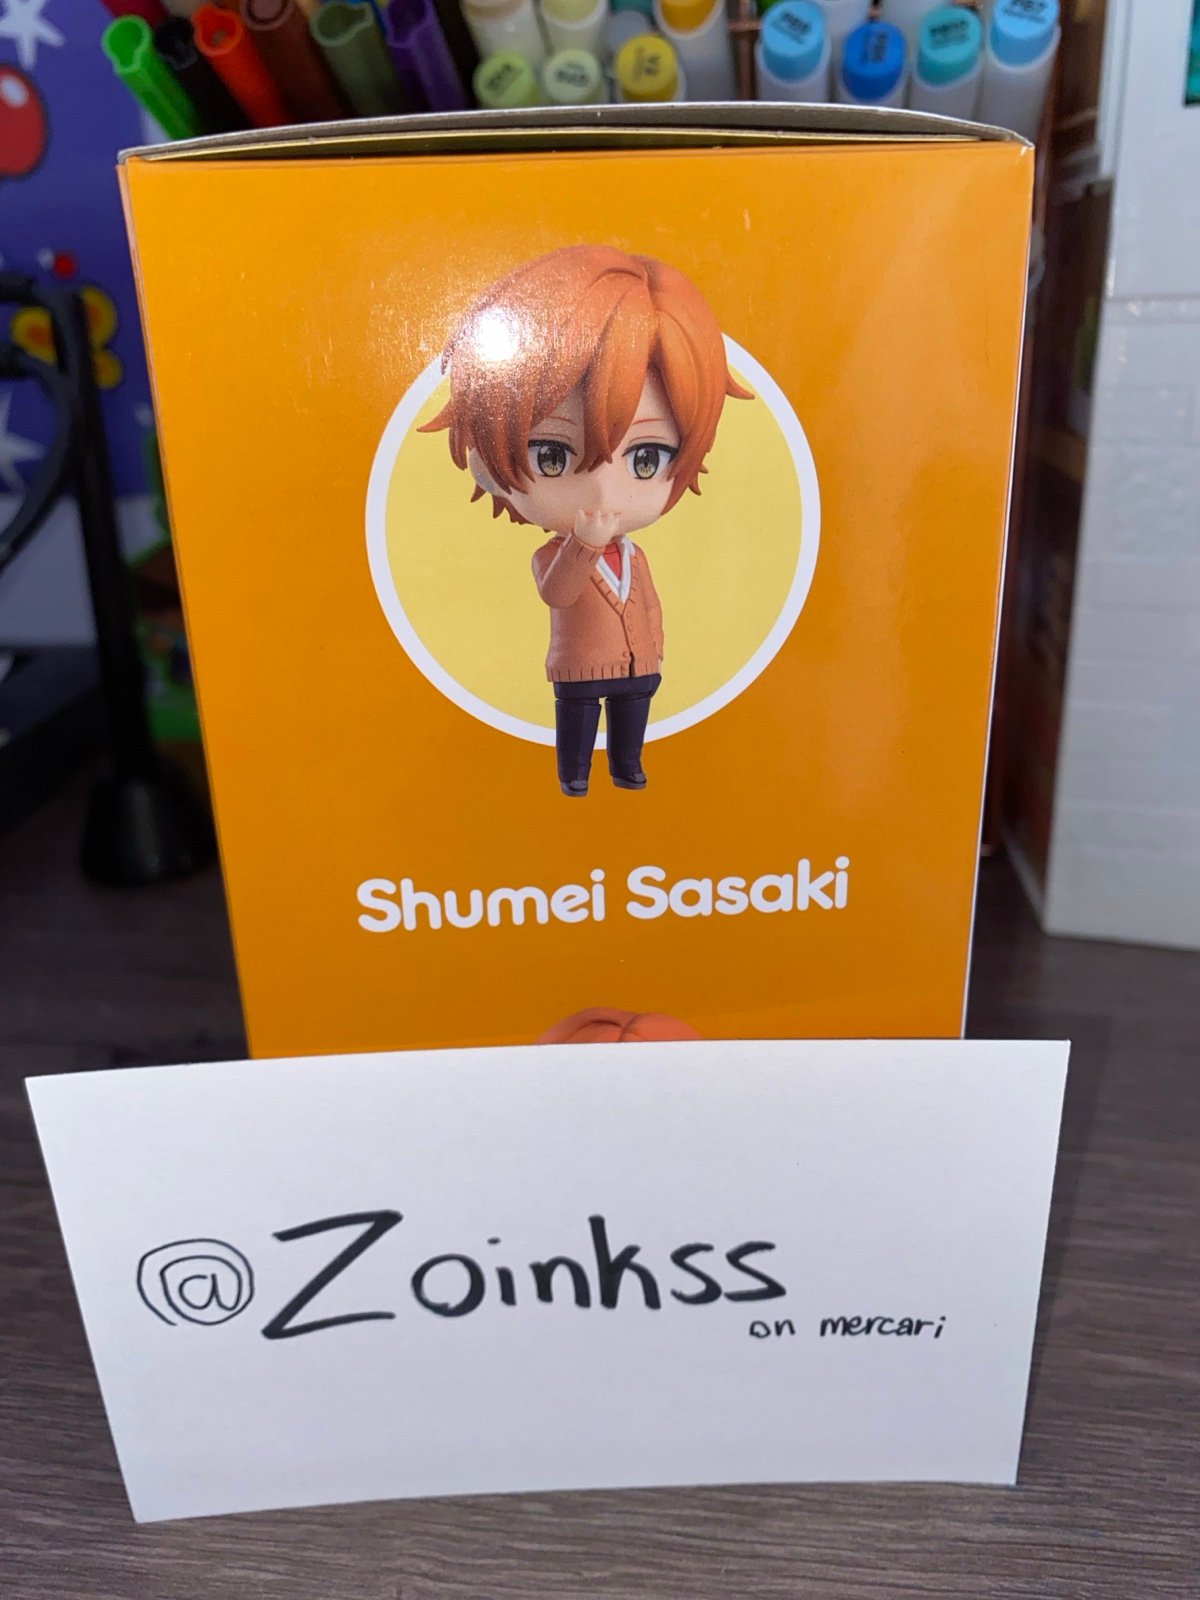 Shumei Sasaki
@Zoinkss
on mercari